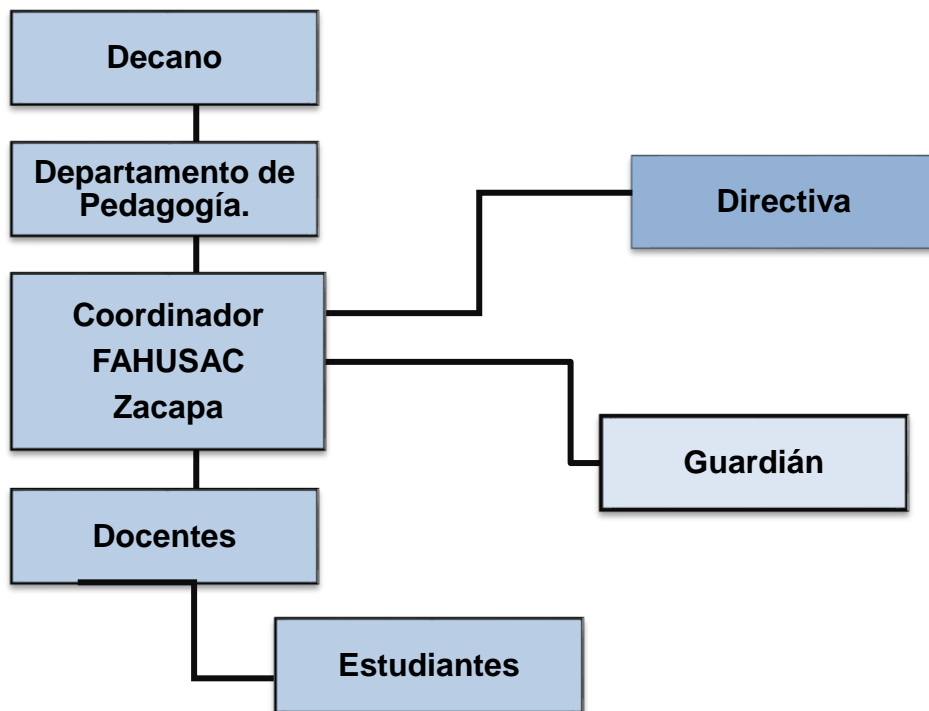 Decano
Departamento de
Pedagogía.
Directiva
Coordinador
FAHUSAC
Zacapa
Guardián
Docentes
Estudiantes